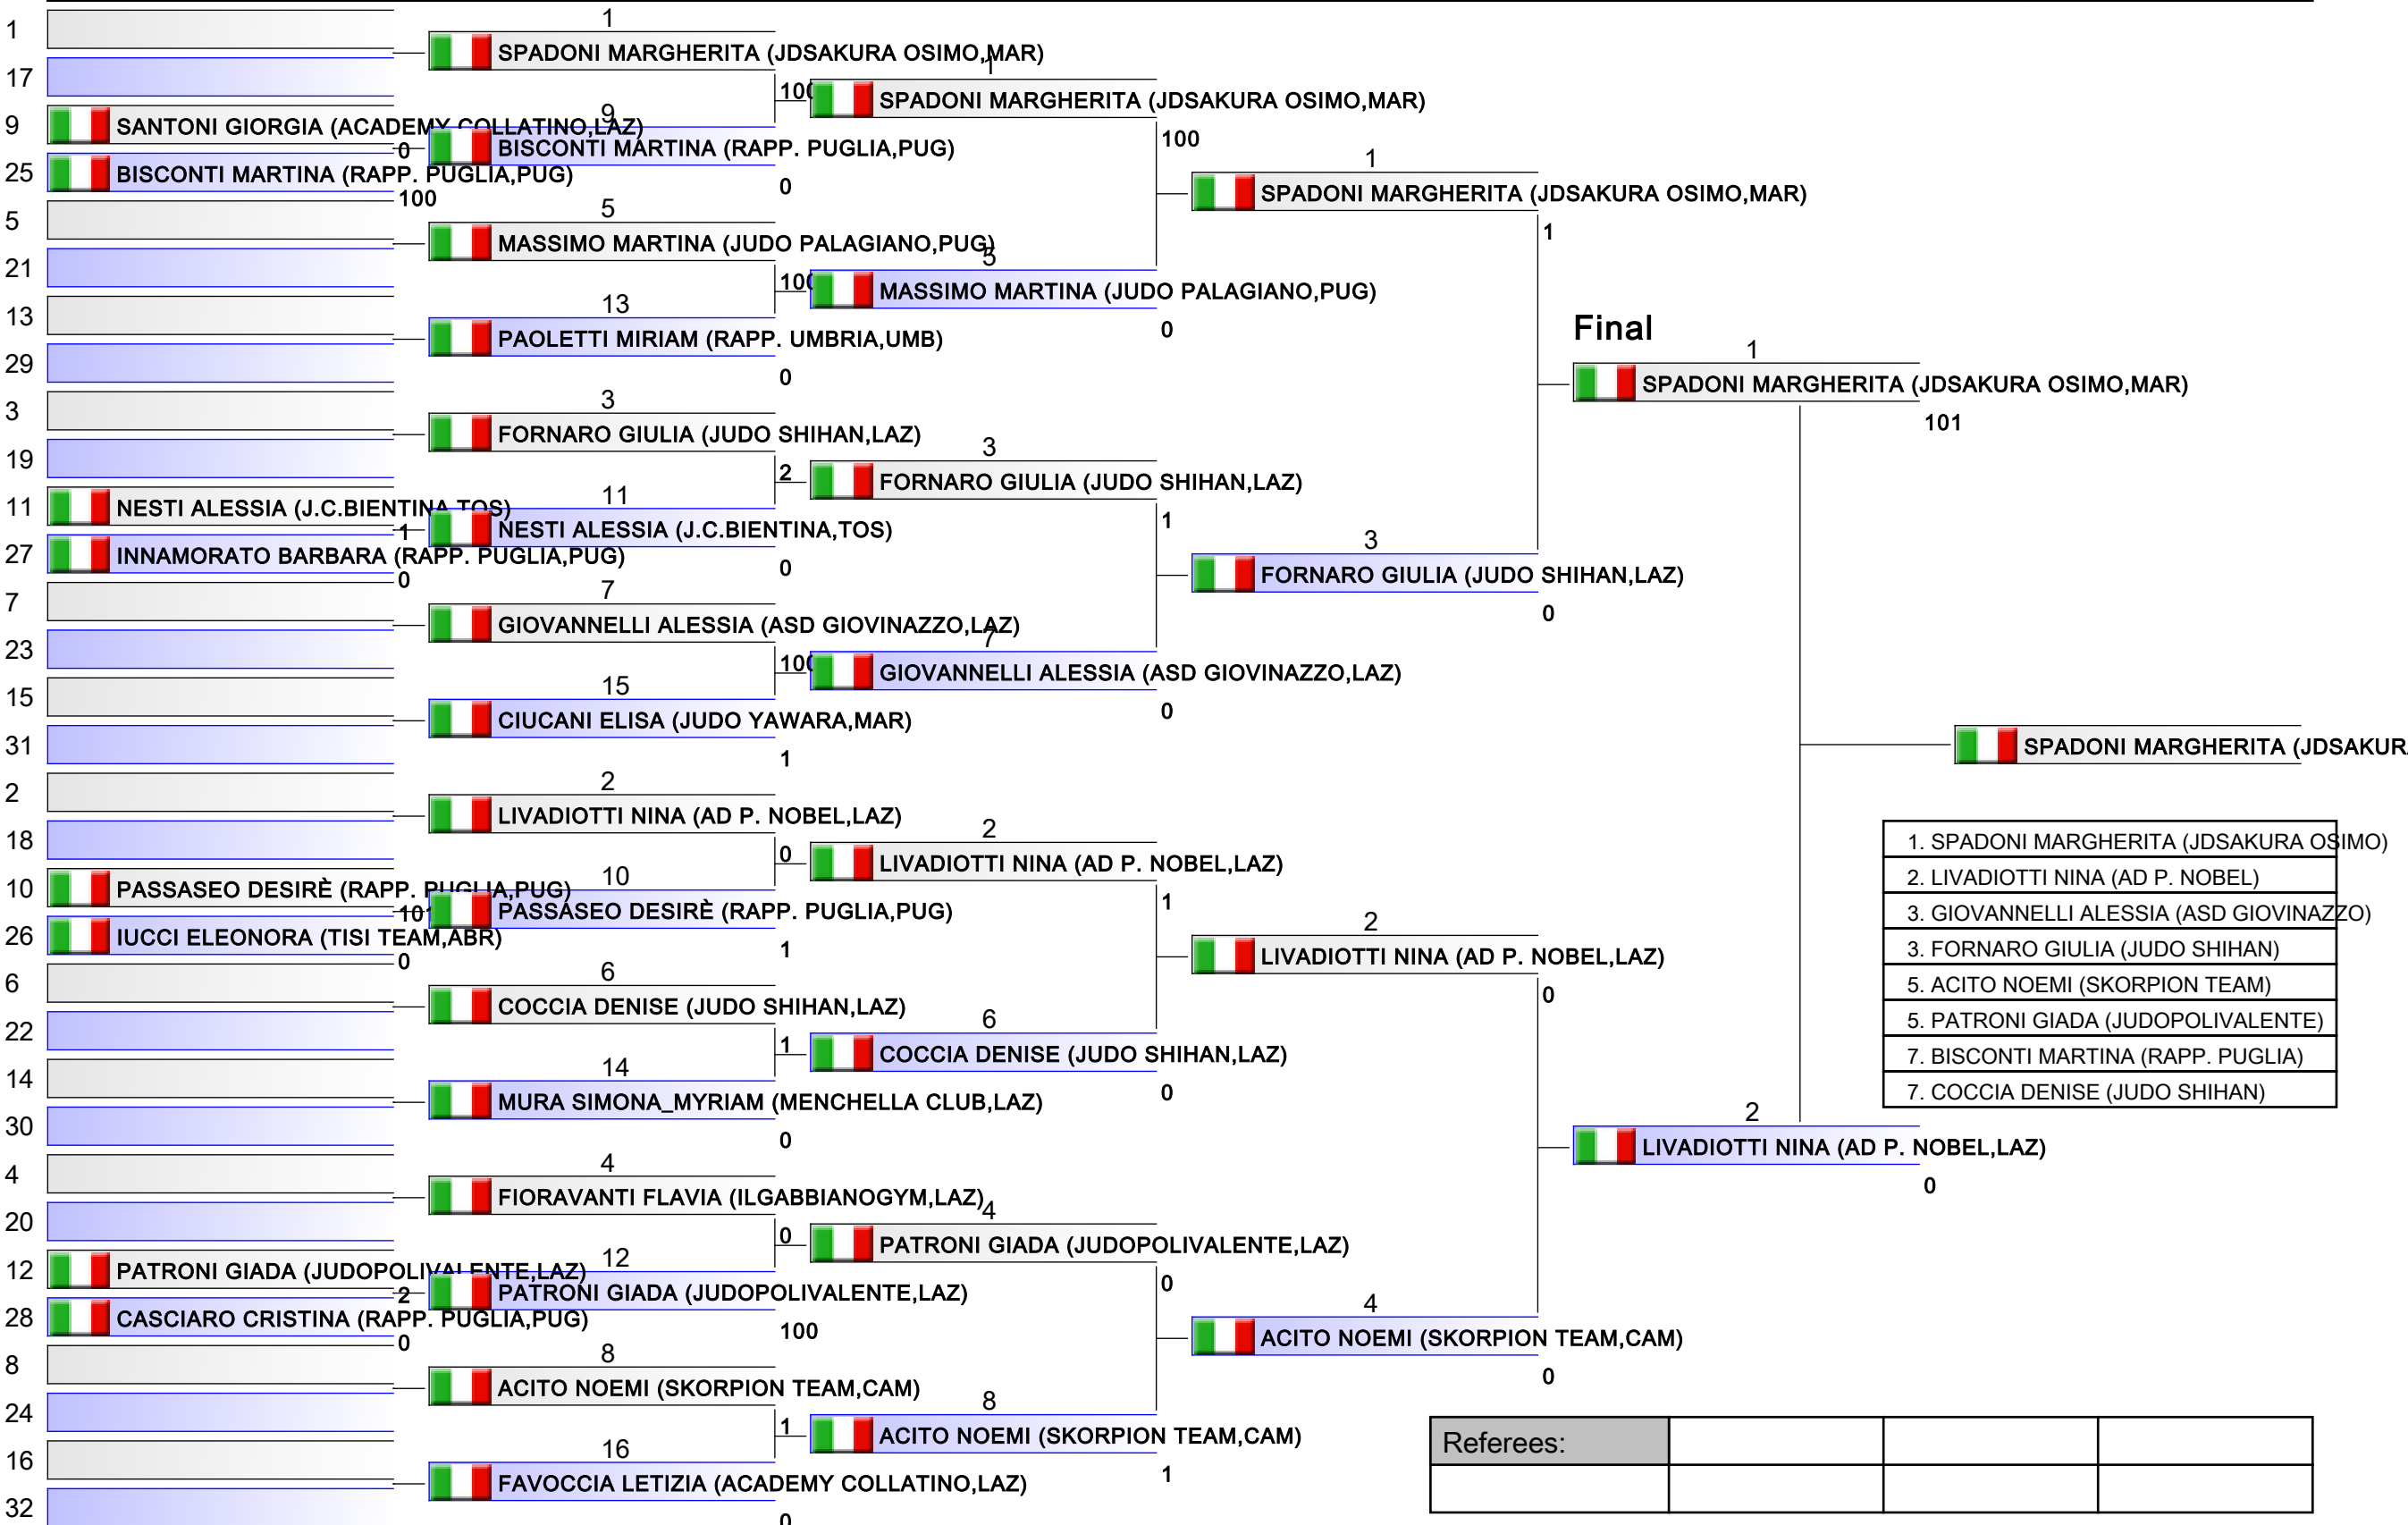 1
17
9 SANTONI GIORGIA (ACADEMY COLLATINO,LAZ)
0
25 BISCONTI MARTINA (RAPP. PUGLIA,PUG)
100
5
21
13
29
3
19
11 NESTI ALESSIA (J.C.BIENTINA,TOS)
1
27 INNAMORATO BARBARA (RAPP. PUGLIA,PUG)
0
7
23
15
31
2
18
10 PASSASEO DESIRÈ (RAPP. PUGLIA,PUG)
101
26 IUCCI ELEONORA (TISI TEAM,ABR)
0
6
22
14
30
4
20
12 PATRONI GIADA (JUDOPOLIVALENTE,LAZ)
2
28 CASCIARO CRISTINA (RAPP. PUGLIA,PUG)
0
8
24
16
32
1
SPADONI MARGHERITA (JDSAKURA OSIMO,MAR)
100
9
BISCONTI MARTINA (RAPP. PUGLIA,PUG)
0
5
MASSIMO MARTINA (JUDO PALAGIANO,PUG)
100
13
PAOLETTI MIRIAM (RAPP. UMBRIA,UMB)
0
3
FORNARO GIULIA (JUDO SHIHAN,LAZ)
2
11
NESTI ALESSIA (J.C.BIENTINA,TOS)
0
7
GIOVANNELLI ALESSIA (ASD GIOVINAZZO,LAZ)
100
15
CIUCANI ELISA (JUDO YAWARA,MAR)
1
2
LIVADIOTTI NINA (AD P. NOBEL,LAZ)
0
10
PASSASEO DESIRÈ (RAPP. PUGLIA,PUG)
1
6
COCCIA DENISE (JUDO SHIHAN,LAZ)
1
14
MURA SIMONA_MYRIAM (MENCHELLA CLUB,LAZ)
0
4
FIORAVANTI FLAVIA (ILGABBIANOGYM,LAZ)
0
12
PATRONI GIADA (JUDOPOLIVALENTE,LAZ)
100
8
ACITO NOEMI (SKORPION TEAM,CAM)
1
16
FAVOCCIA LETIZIA (ACADEMY COLLATINO,LAZ)
0
1
SPADONI MARGHERITA (JDSAKURA OSIMO,MAR)
100
5
MASSIMO MARTINA (JUDO PALAGIANO,PUG)
0
3
FORNARO GIULIA (JUDO SHIHAN,LAZ)
1
7
GIOVANNELLI ALESSIA (ASD GIOVINAZZO,LAZ)
0
2
LIVADIOTTI NINA (AD P. NOBEL,LAZ)
1
6
COCCIA DENISE (JUDO SHIHAN,LAZ)
0
4
PATRONI GIADA (JUDOPOLIVALENTE,LAZ)
0
8
ACITO NOEMI (SKORPION TEAM,CAM)
1
1
SPADONI MARGHERITA (JDSAKURA OSIMO,MAR)
1
3
FORNARO GIULIA (JUDO SHIHAN,LAZ)
0
2
LIVADIOTTI NINA (AD P. NOBEL,LAZ)
0
4
ACITO NOEMI (SKORPION TEAM,CAM)
0
Final
1
SPADONI MARGHERITA (JDSAKURA OSIMO,MAR)
101
2
LIVADIOTTI NINA (AD P. NOBEL,LAZ)
0
SPADONI MARGHERITA (JDSAKUR
1. SPADONI MARGHERITA (JDSAKURA OSIMO)
2. LIVADIOTTI NINA (AD P. NOBEL)
3. GIOVANNELLI ALESSIA (ASD GIOVINAZZO)
3. FORNARO GIULIA (JUDO SHIHAN)
5. ACITO NOEMI (SKORPION TEAM)
5. PATRONI GIADA (JUDOPOLIVALENTE)
7. BISCONTI MARTINA (RAPP. PUGLIA)
7. COCCIA DENISE (JUDO SHIHAN)
Referees: